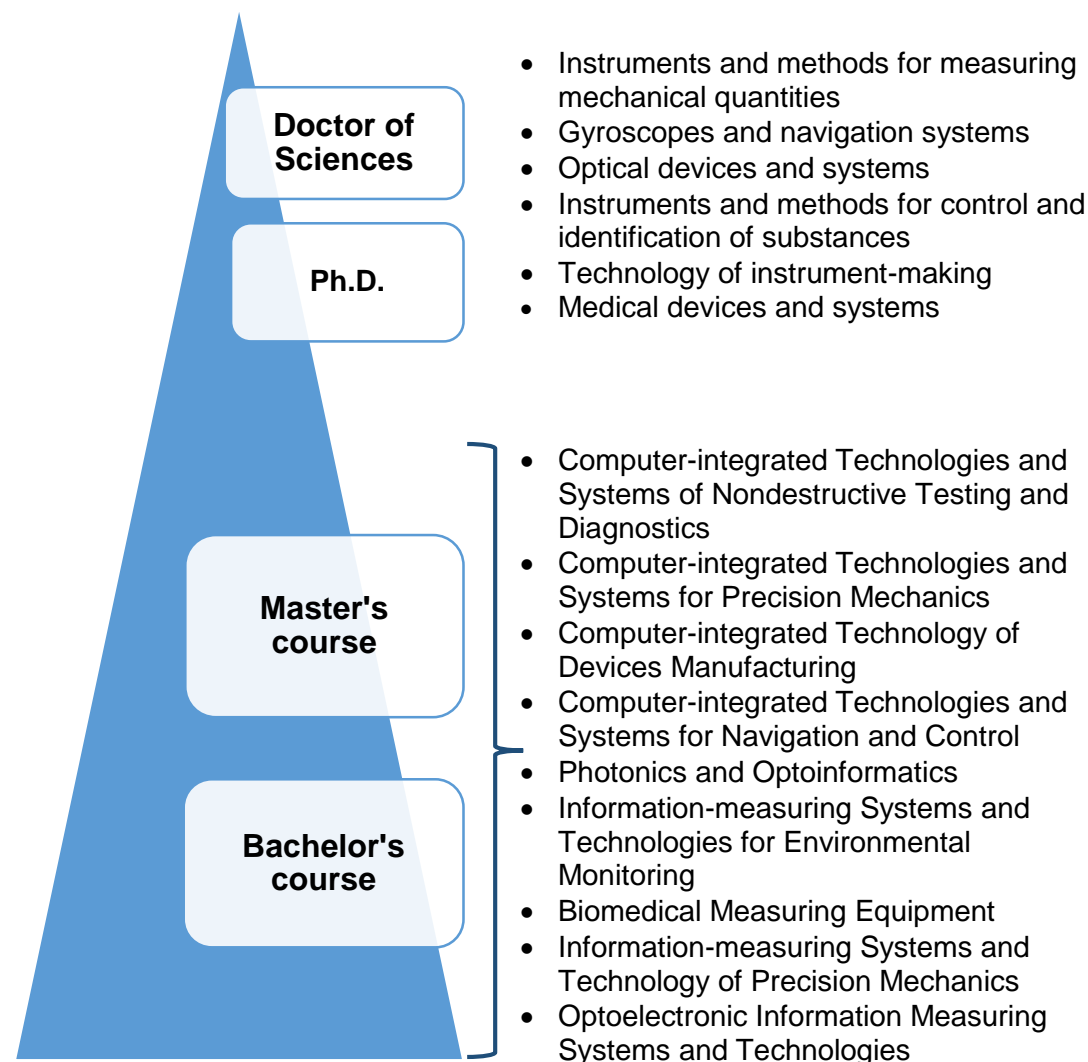 Doctor of
Sciences
• Instruments and methods for measuring
mechanical quantities
• Gyroscopes and navigation systems
• Optical devices and systems
• Instruments and methods for control and
identification of substances
• Technology of instrument-making
• Medical devices and systems
Ph.D.
Master's
course
Bachelor's
course
• Computer-integrated Technologies and
Systems of Nondestructive Testing and
Diagnostics
• Computer-integrated Technologies and
Systems for Precision Mechanics
• Computer-integrated Technology of
Devices Manufacturing
• Computer-integrated Technologies and
Systems for Navigation and Control
• Photonics and Optoinformatics
• Information-measuring Systems and
Technologies for Environmental
Monitoring
• Biomedical Measuring Equipment
• Information-measuring Systems and
Technology of Precision Mechanics
• Optoelectronic Information Measuring
Systems and Technologies